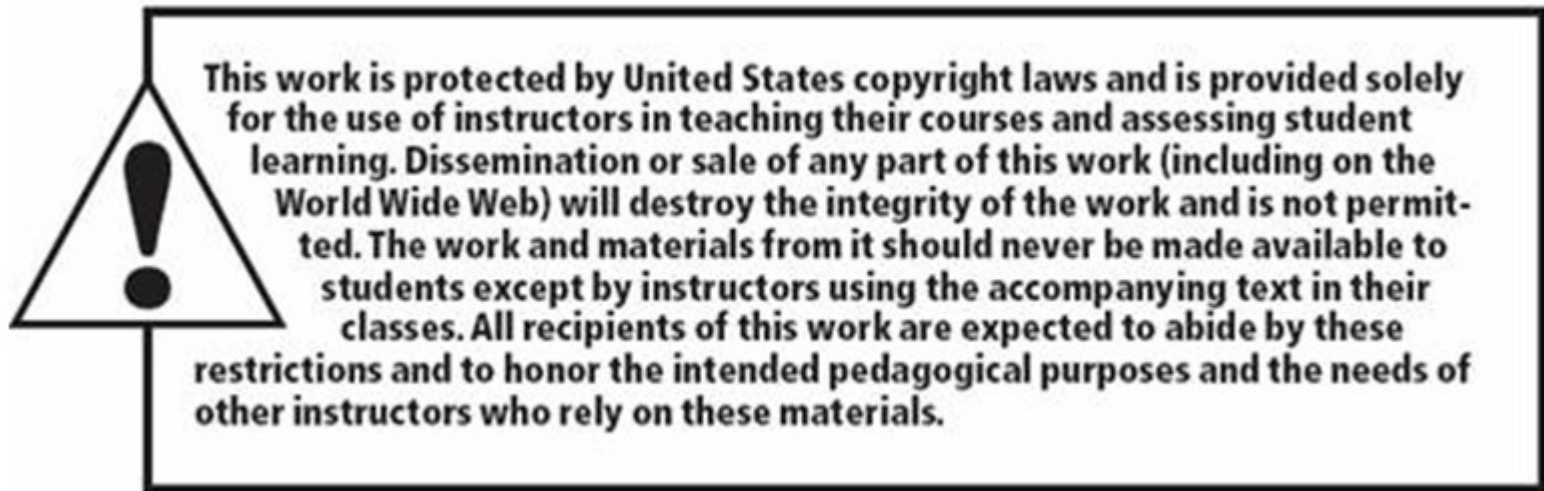 This work is protected by United States copyright laws and is provided solely
for the use of instructors in teaching their courses and assessing student
learning. Dissemination or sale of any part of this work (including on the
World Wide Web) will destroy the integrity of the work and is not permit-
ted. The work and materials from it should never be made available to
students except by instructors using the accompanying text in their
classes. All recipients of this work are expected to abide by these
restrictions and to honor the intended pedagogical purposes and the needs of
other instructors who rely on these materials.